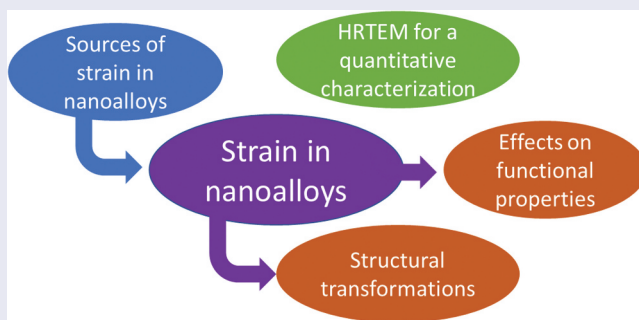 Sources of
strain in
nanoalloys
HRTEM for a
quantitative
characterization
Strain in
nanoalloys
Effects on
functional
properties
Structural
transformations